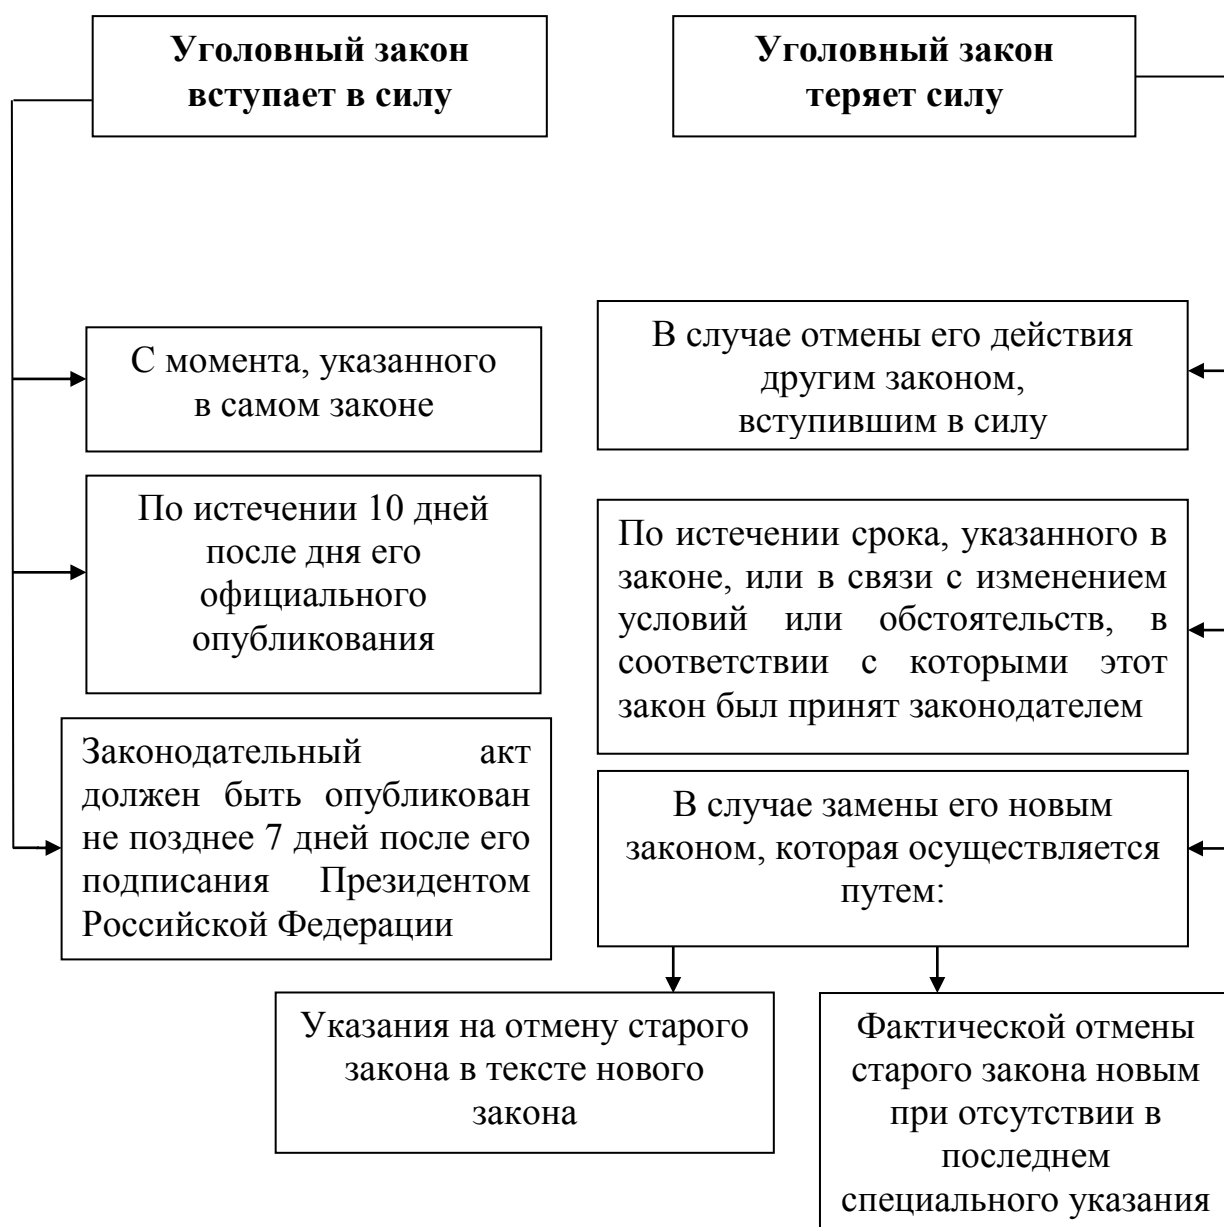 Уголовный закон
вступает в силу
Уголовный закон
теряет силу
С момента, указанного
в самом законе
По истечении 10 дней
после дня его
официального
опубликования
Законодательный акт
должен быть опубликован
не позднее 7 дней после его
подписания Президентом
Российской Федерации
В случае отмены его действия
другим законом,
вступившим в силу
По истечении срока, указанного в
законе, или в связи с изменением
условий или обстоятельств, в
соответствии с которыми этот
закон был принят законодателем
В случае замены его новым
законом, которая осуществляется
путем:
Указания на отмену старого
закона в тексте нового
закона
Фактической отмены
старого закона новым
при отсутствии в
последнем
специального указания